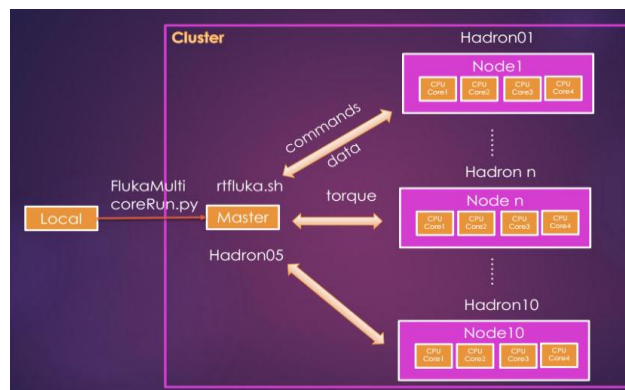 Cluster
Hadron01
Node1
CPU Core1 CPU Core2 CPU Core3 CPU Core4
commands
data
Hadron n
FlukaMulti
coreRun.py
rtfluka.sh
torque
Node n
CPU Core1 CPU Core2 CPU Core3 CPU Core4
Local
Master
Hadron05
Hadron10
Node10
CPU Core1 CPU Core2 CPU Core3 CPU Core4